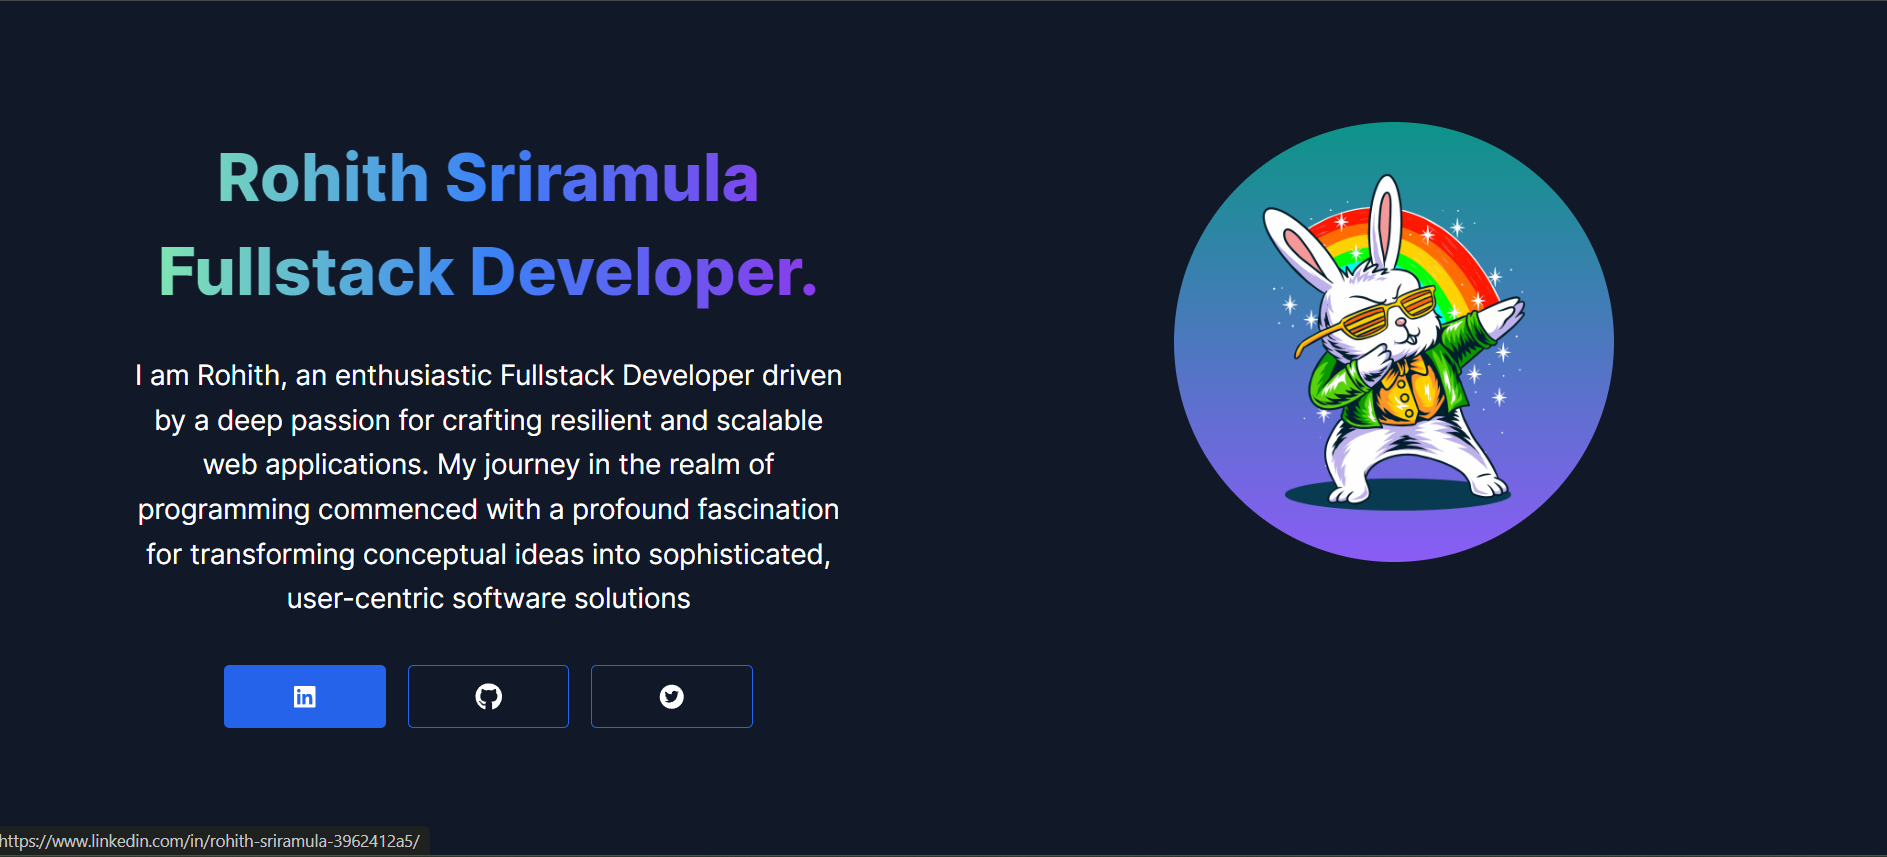 Rohith Sriramula
Fullstack Developer.
I am Rohith, an enthusiastic Fullstack Developer driven
by a deep passion for crafting resilient and scalable
web applications. My journey in the realm of
programming commenced with a profound fascination
for transforming conceptual ideas into sophisticated,
user-centric software solutions
in
https://www.linkedin.com/in/rohith-sriramula-3962412a5/